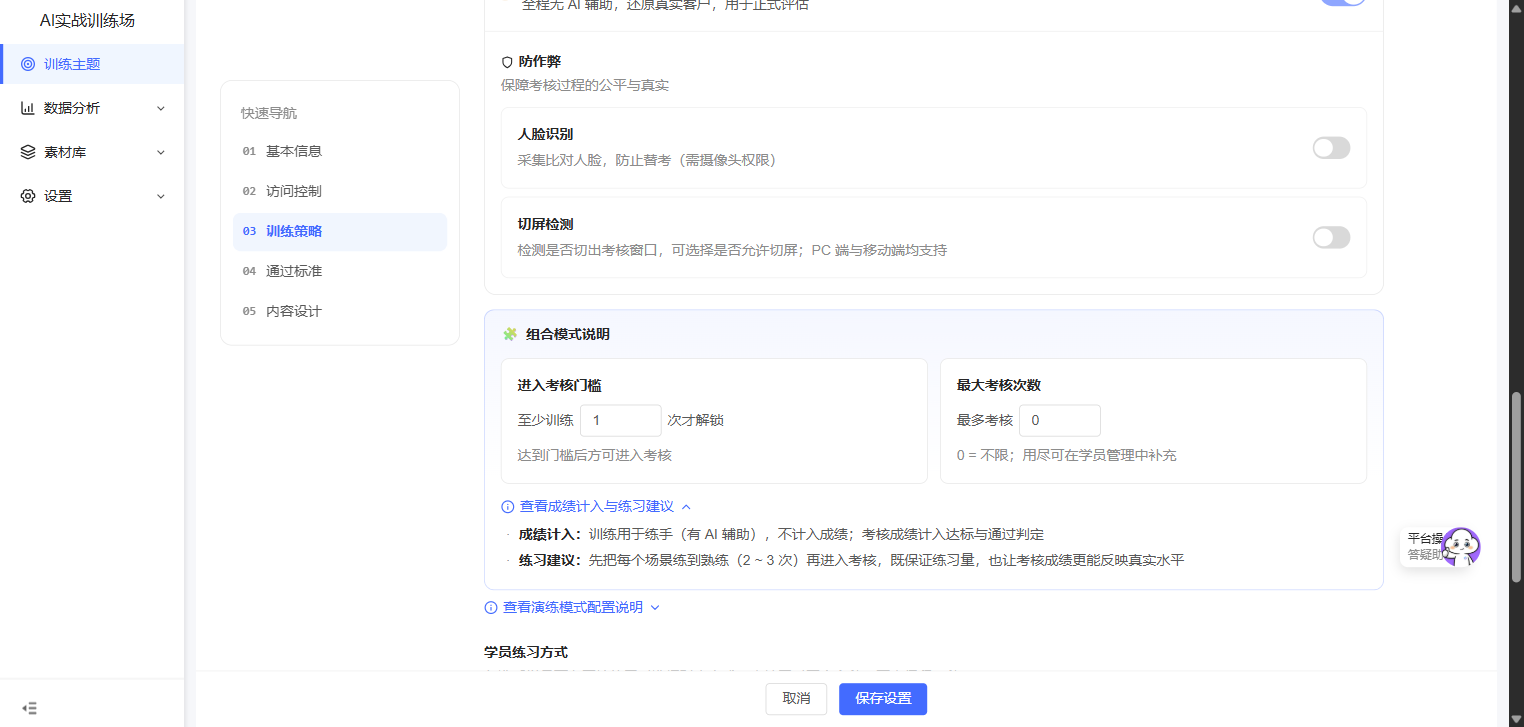 AI实战训练场
训练主题
数据分析
素材库
设置
快速导航
01 基本信息
02 访问控制
03 训练策略
04 通过标准
05 内容设计
全程无 AI 辅助，还原真实客户，用于正式评估
防作弊
保障考核过程的公平与真实
人脸识别
采集比对人脸，防止替考（需摄像头权限）
切屏检测
检测是否切出考核窗口，可选择是否允许切屏；PC 端与移动端均支持
组合模式说明
进入考核门槛
至少训练 1 次才解锁
达到门槛后方可进入考核
最大考核次数
最多考核 0
0 = 不限；用尽可在学员管理中补充
查看成绩计入与练习建议
· 成绩计入：训练用于练手（有 AI 辅助），不计入成绩；考核成绩计入达标与通过判定
· 练习建议：先把每个场景练到熟练（2 ~ 3 次）再进入考核，既保证练习量，也让考核成绩更能反映真实水平
查看演练模式配置说明
学员练习方式
取消
保存设置
平台操
答疑助